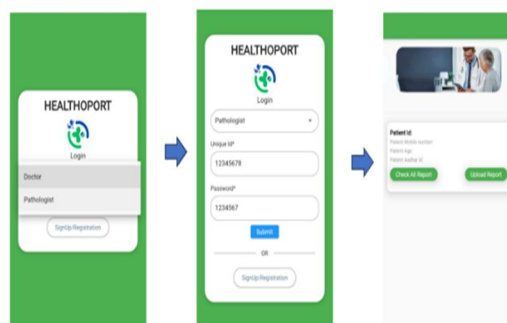 HEALTHOPORT
Login
Doctor
Pathologist
SignUp/Registration
HEALTHOPORT
Login
Pathologist
Unique Id*
12345678
Password*
1234567
Submit
OR
SignUp/Registration
Patient Id
Patient Mobile Number
Patient Age
Patient Aadhar Id
Check All Report
Upload Report